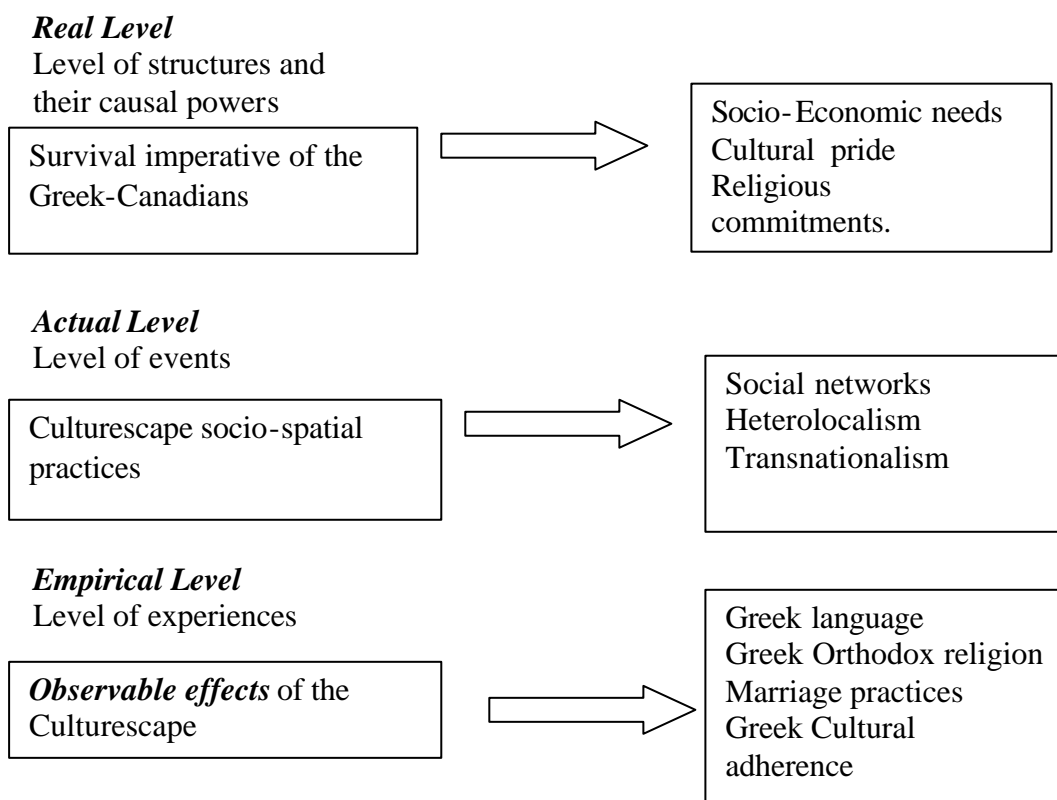 Real Level
Level of structures and
their causal powers
Survival imperative of the
Greek-Canadians
Socio-Economic needs
Cultural pride
Religious
commitments.
Actual Level
Level of events
Culturescape socio-spatial
practices
Social networks
Heterolocalism
Transnationalism
Empirical Level
Level of experiences
Observable effects of the
Culturescape
Greek language
Greek Orthodox religion
Marriage practices
Greek Cultural
adherence